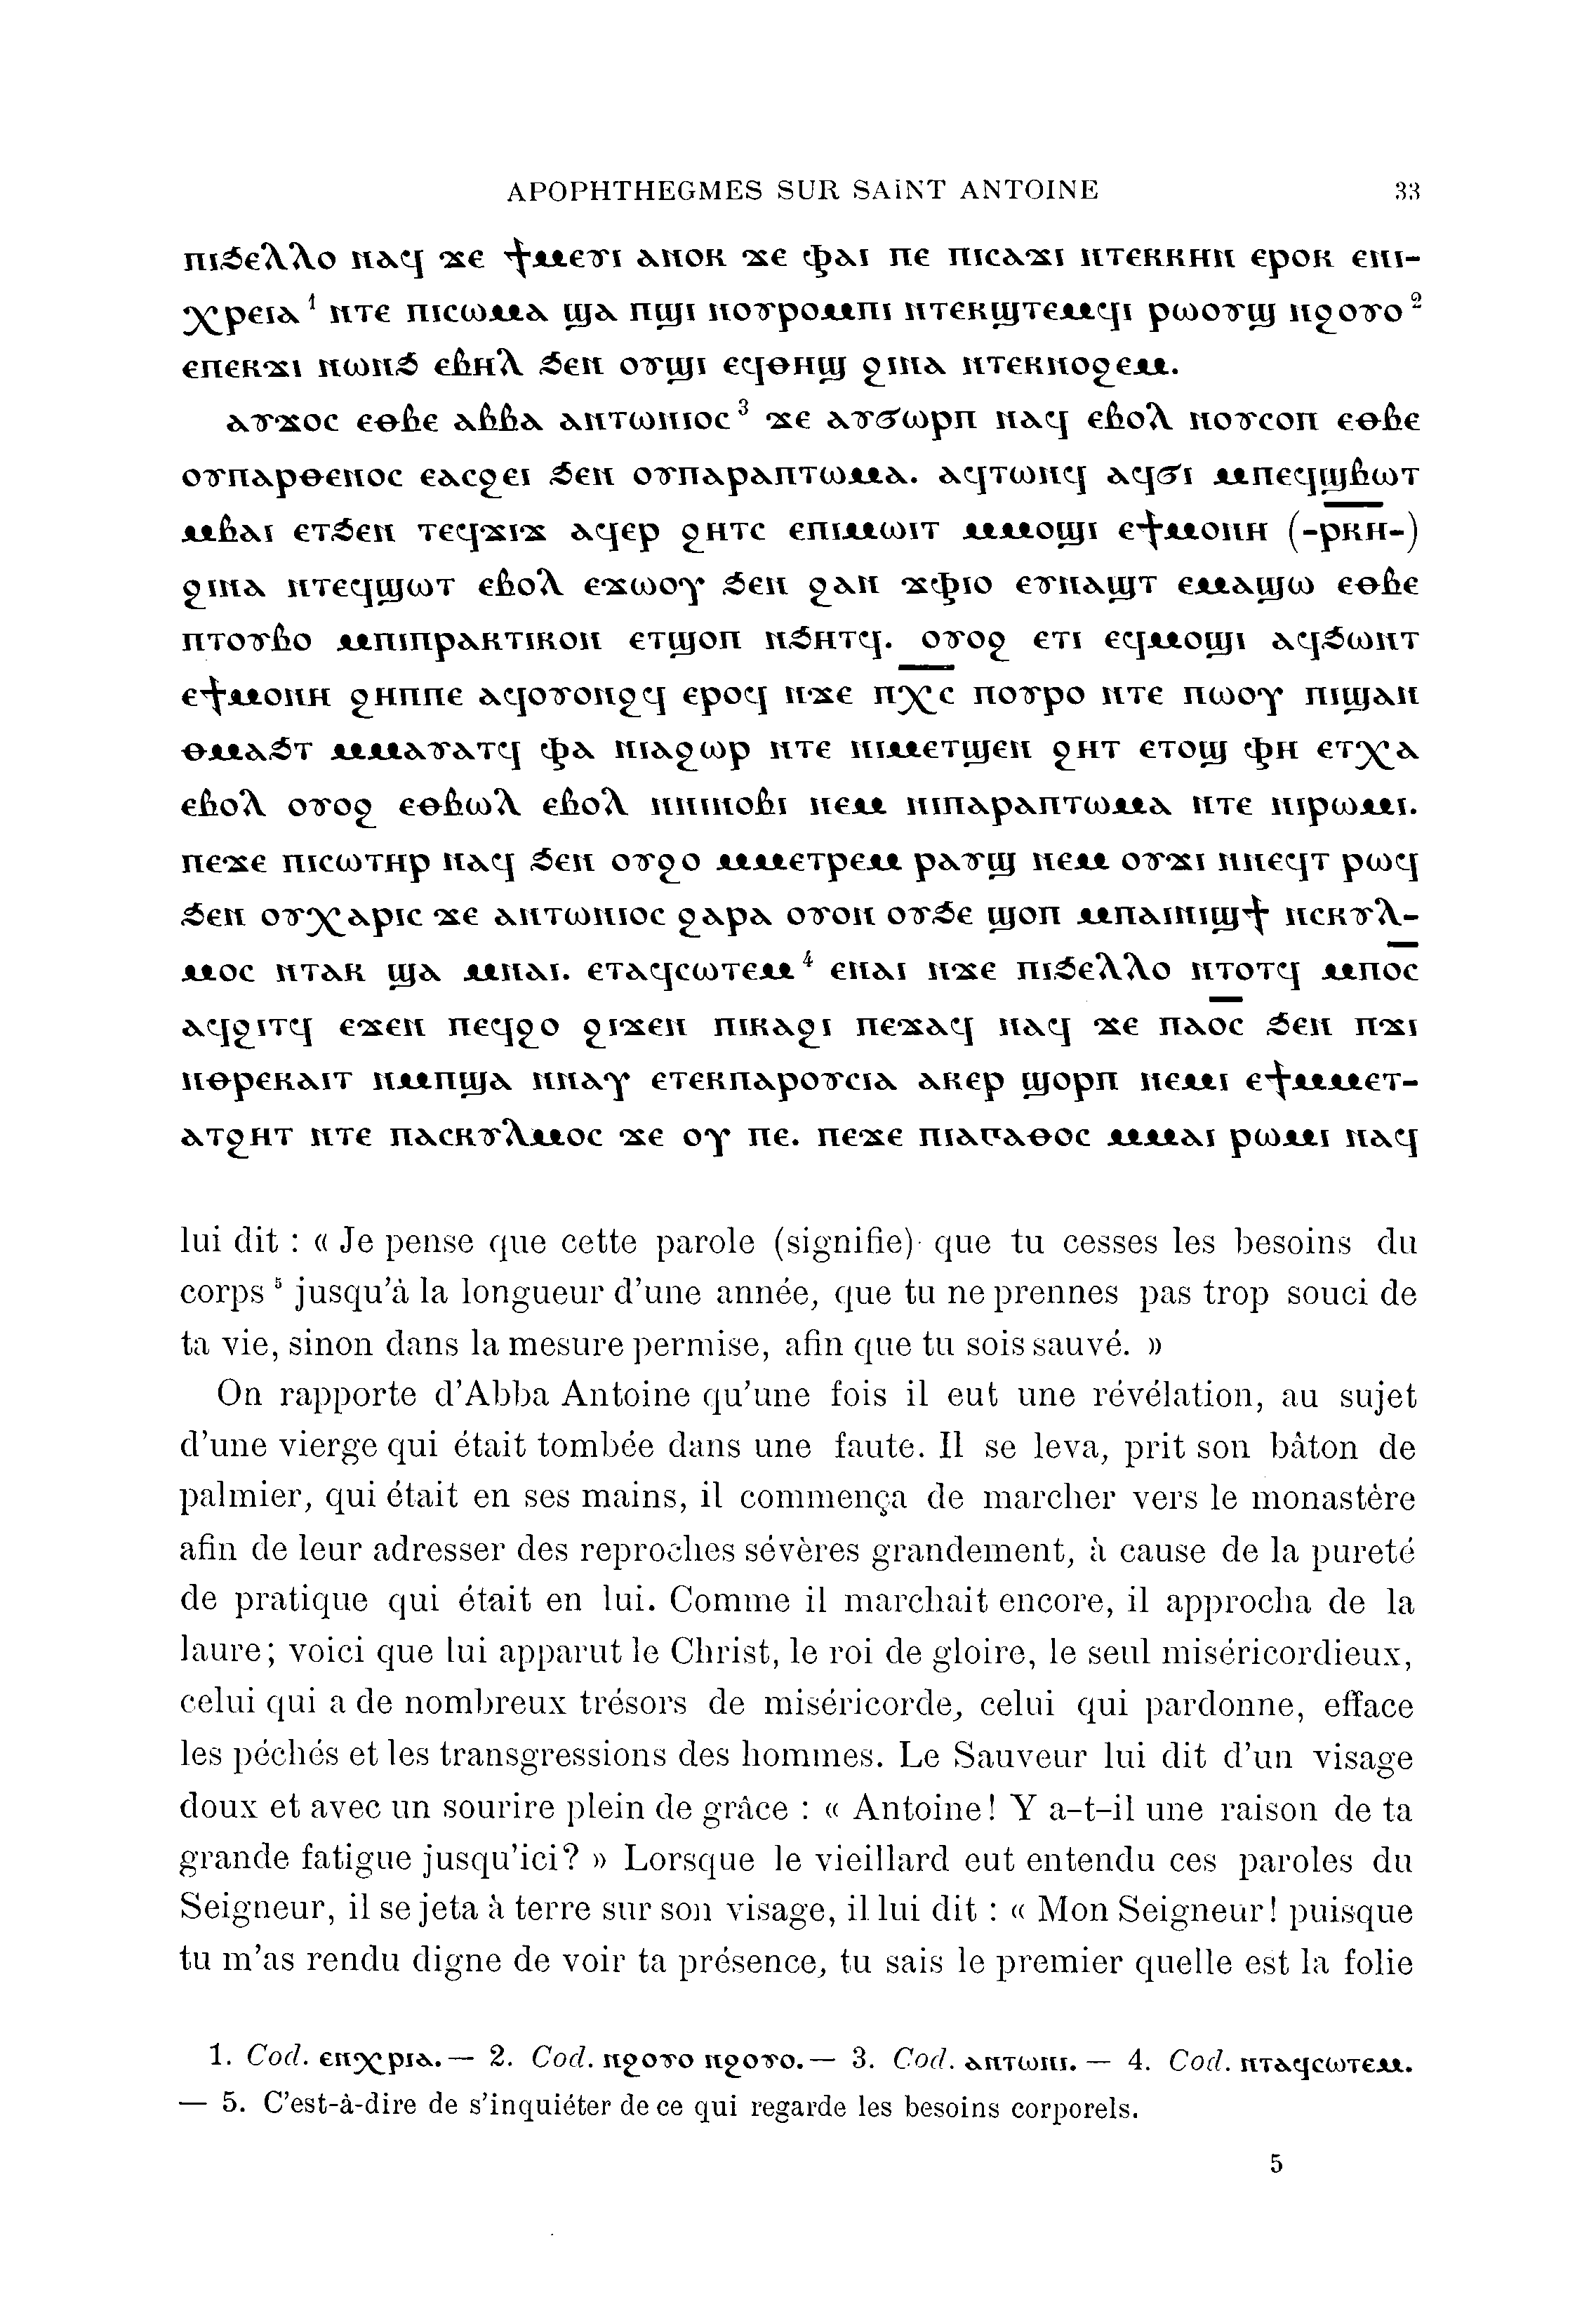 APOPHTHEGMES SUR SAINT ANTOINE 33
ⲡⲓϧⲉⲗⲗⲟ ⲛⲁϥ ϫⲉ ϯⲙⲉⲩⲓ ⲁⲛⲟⲕ ϫⲉ ⲫⲁⲓ ⲡⲉ ⲡⲓⲥⲁϫⲓ ⲛⲧⲉⲕⲕⲏⲛ ⲉⲣⲟⲕ ⲉⲛⲓ-
ⲭⲣⲉⲓⲁ ¹ ⲛⲧⲉ ⲡⲓⲥⲱⲙⲁ ϣⲁ ⲡϣⲓ ⲛⲟⲩⲣⲟⲙⲡⲓ ⲛⲧⲉⲕϣⲧⲉⲙϥⲓ ⲣⲱⲟⲩϣ ⲛϩⲟⲩⲟ ²
ⲉⲡⲉⲕϫⲓ ⲛⲱⲛϧ ⲉⲃⲏⲗ ϧⲉⲛ ⲟⲩϣⲓ ⲉϥⲑⲏϣ ϩⲓⲛⲁ ⲛⲧⲉⲕⲛⲟϩⲉⲙ.
ⲁⲩϫⲟⲥ ⲉⲑⲃⲉ ⲁⲃⲃⲁ ⲁⲛⲧⲱⲛⲓⲟⲥ ³ ϫⲉ ⲁⲩϭⲱⲣⲡ ⲛⲁϥ ⲉⲃⲟⲗ ⲛⲟⲩⲥⲟⲡ ⲉⲑⲃⲉ
ⲟⲩⲡⲁⲣⲑⲉⲛⲟⲥ ⲉⲁⲥϩⲉⲓ ϧⲉⲛ ⲟⲩⲡⲁⲣⲁⲡⲧⲱⲙⲁ. ⲁϥⲧⲱⲛϥ ⲁϥϭⲓ ⲙⲡⲉϥϣⲃⲱⲧ
ⲙⲃⲁⲓ ⲉⲧϧⲉⲛ ⲧⲉϥϫⲓϫ ⲁϥⲉⲣ ϩⲏⲧⲥ ⲉⲡⲓⲙⲱⲓⲧ ⲙⲙⲟϣⲓ ⲉϯⲙⲟⲛⲏ (-ⲣ̅ⲕ̅ⲏ̅-)
ϩⲓⲛⲁ ⲛⲧⲉϥϣⲱⲧ ⲉⲃⲟⲗ ⲉϫⲱⲟⲩ ϧⲉⲛ ϩⲁⲛ ϫⲫⲓⲟ ⲉⲩⲛⲁϣⲧ ⲉⲙⲁϣⲱ ⲉⲑⲃⲉ
ⲡⲧⲟⲩⲃⲟ ⲙⲡⲓⲡⲣⲁⲕⲧⲓⲕⲟⲛ ⲉⲧϣⲟⲡ ⲛϧⲏⲧϥ. ⲟⲩⲟϩ ⲉⲧⲓ ⲉϥⲙⲟϣⲓ ⲁϥϧⲱⲛⲧ
ⲉϯⲙⲟⲛⲏ ϩⲏⲡⲡⲉ ⲁϥⲟⲩⲟⲛϩϥ ⲉⲣⲟϥ ⲛϫⲉ ⲡ̅ⲭ̅ⲥ̅ ⲡⲟⲩⲣⲟ ⲛⲧⲉ ⲡⲱⲟⲩ ⲡⲓϣⲁⲛ
ⲑⲙⲁϧⲧ ⲙⲙⲁⲩⲁⲧϥ ⲫⲁ ⲛⲓⲁϩⲱⲣ ⲛⲧⲉ ⲛⲓⲙⲉⲧϣⲉⲛ ϩⲏⲧ ⲉⲧⲟϣ ⲫⲏ ⲉⲧⲭⲁ
ⲉⲃⲟⲗ ⲟⲩⲟϩ ⲉⲑⲃⲱⲗ ⲉⲃⲟⲗ ⲛⲛⲓⲛⲟⲃⲓ ⲛⲉⲙ ⲛⲓⲡⲁⲣⲁⲡⲧⲱⲙⲁ ⲛⲧⲉ ⲛⲓⲣⲱⲙⲓ.
ⲡⲉϫⲉ ⲡⲓⲥⲱⲧⲏⲣ ⲛⲁϥ ϧⲉⲛ ⲟⲩϩⲟ ⲙⲙⲉⲧⲣⲉⲙ ⲣⲁⲩϣ ⲛⲉⲙ ⲟⲩϫⲓ ⲛⲛⲉϥⲧ ⲣⲱϥ
ϧⲉⲛ ⲟⲩⲭⲁⲣⲓⲥ ϫⲉ ⲁⲛⲧⲱⲛⲓⲟⲥ ϩⲁⲣⲁ ⲟⲩⲟⲛ ⲟⲩϧⲉ ϣⲟⲡ ⲙⲡⲁⲓⲛⲓϣϯ ⲛⲥⲕⲩⲗ-
ⲙⲟⲥ ⲛⲧⲁⲕ ϣⲁ ⲙⲛⲁⲓ. ⲉⲧⲁϥⲥⲱⲧⲉⲙ ⁴ ⲉⲛⲁⲓ ⲛϫⲉ ⲡⲓϧⲉⲗⲗⲟ ⲛⲧⲟⲧϥ ⲙⲡⲟ̅ⲥ̅
ⲁϥϩⲓⲧϥ ⲉϫⲉⲛ ⲡⲉϥϩⲟ ϩⲓϫⲉⲛ ⲡⲓⲕⲁϩⲓ ⲡⲉϫⲁϥ ⲛⲁϥ ϫⲉ ⲡⲁⲟ̅ⲥ̅ ϧⲉⲛ ⲡϫⲓ
ⲛⲑⲣⲉⲕⲁⲓⲧ ⲛⲙⲡϣⲁ ⲛⲛⲁⲩ ⲉⲧⲉⲕⲡⲁⲣⲟⲩⲥⲓⲁ ⲁⲕⲉⲣ ϣⲟⲣⲡ ⲛⲉⲙⲓ ⲉϯⲙⲙⲉⲧ-
ⲁⲧϩⲏⲧ ⲛⲧⲉ ⲡⲁⲥⲕⲩⲗⲙⲟⲥ ϫⲉ ⲟⲩ ⲡⲉ. ⲡⲉϫⲉ ⲡⲓⲁⲅⲁⲑⲟⲥ ⲙⲙⲁⲓ ⲣⲱⲙⲓ ⲛⲁϥ
lui dit : « Je pense que cette parole (signifie) que tu cesses les besoins du
corps ⁵ jusqu'à la longueur d'une année, que tu ne prennes pas trop souci de
ta vie, sinon dans la mesure permise, afin que tu sois sauvé. »
On rapporte d'Abba Antoine qu'une fois il eut une révélation, au sujet
d'une vierge qui était tombée dans une faute. Il se leva, prit son bâton de
palmier, qui était en ses mains, il commença de marcher vers le monastère
afin de leur adresser des reproches sévères grandement, à cause de la pureté
de pratique qui était en lui. Comme il marchait encore, il approcha de la
laure; voici que lui apparut le Christ, le roi de gloire, le seul miséricordieux,
celui qui a de nombreux trésors de miséricorde, celui qui pardonne, efface
les péchés et les transgressions des hommes. Le Sauveur lui dit d'un visage
doux et avec un sourire plein de grâce : « Antoine! Y a-t-il une raison de ta
grande fatigue jusqu'ici? » Lorsque le vieillard eut entendu ces paroles du
Seigneur, il se jeta à terre sur son visage, il lui dit : « Mon Seigneur! puisque
tu m'as rendu digne de voir ta présence, tu sais le premier quelle est la folie
1. Cod. ⲉⲛⲭⲣⲓⲁ. — 2. Cod. ⲛϩⲟⲩⲟ ⲛϩⲟⲩⲟ. — 3. Cod. ⲁⲛⲧⲱⲛⲓ. — 4. Cod. ⲛⲧⲁϥⲥⲱⲧⲉⲙ.
— 5. C'est-à-dire de s'inquiéter de ce qui regarde les besoins corporels.
5